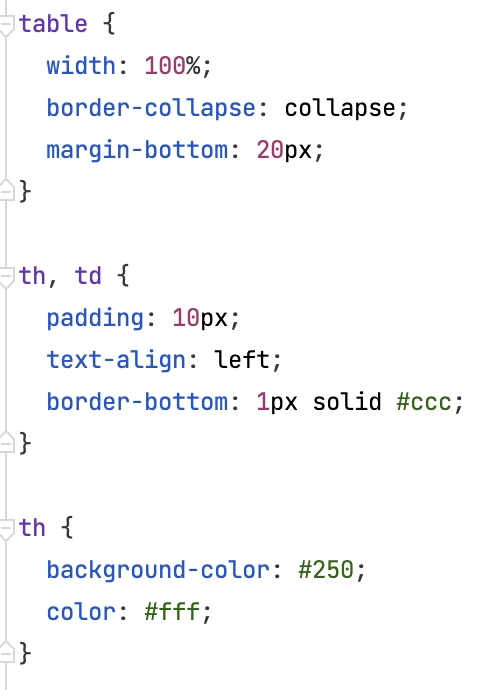 table {
  width: 100%;
  border-collapse: collapse;
  margin-bottom: 20px;
}

th, td {
  padding: 10px;
  text-align: left;
  border-bottom: 1px solid #ccc;
}

th {
  background-color: #250;
  color: #fff;
}